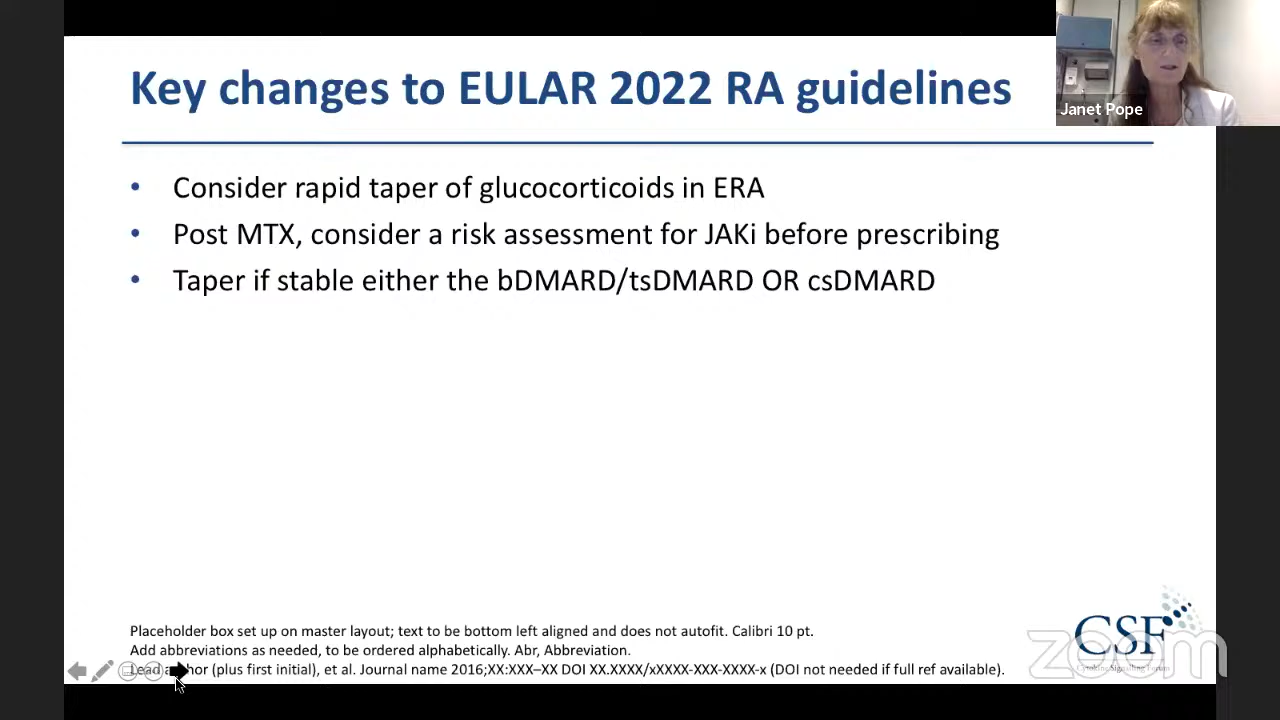 Key changes to EULAR 2022 RA guidelines
Janet Pope
• Consider rapid taper of glucocorticoids in ERA
• Post MTX, consider a risk assessment for JAKi before prescribing
• Taper if stable either the bDMARD/tsDMARD OR csDMARD
Placeholder box set up on master layout; text to be bottom left aligned and does not autofit. Calibri 10 pt.
Add abbreviations as needed, to be ordered alphabetically. Abr, Abbreviation.
Lead author (plus first initial), et al. Journal name 2016;XX:XXX–XX DOI XX.XXXX/xXXXX-XXX-XXXX-x (DOI not needed if full ref available).
CSF
Cytokine Signalling Forum
zoom